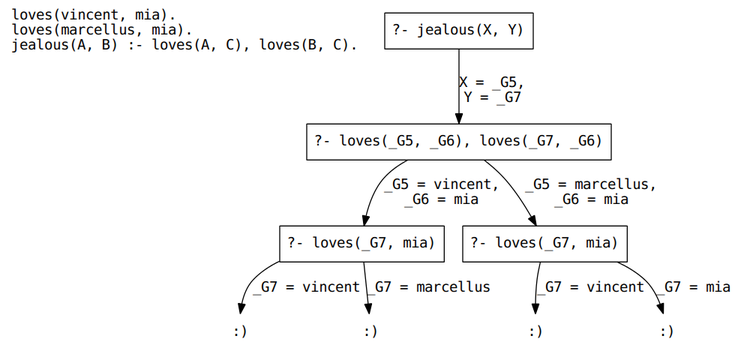 loves(vincent, mia).
loves(marcellus, mia).
jealous(A, B) :- loves(A, C), loves(B, C).
?- jealous(X, Y)
X = _G5,
Y = _G7
?- loves(_G5, _G6), loves(_G7, _G6)
_G5 = vincent,
_G6 = mia
_G5 = marcellus,
_G6 = mia
?- loves(_G7, mia)
?- loves(_G7, mia)
_G7 = vincent
_G7 = marcellus
_G7 = vincent
_G7 = mia
:)
:)
:)
:)